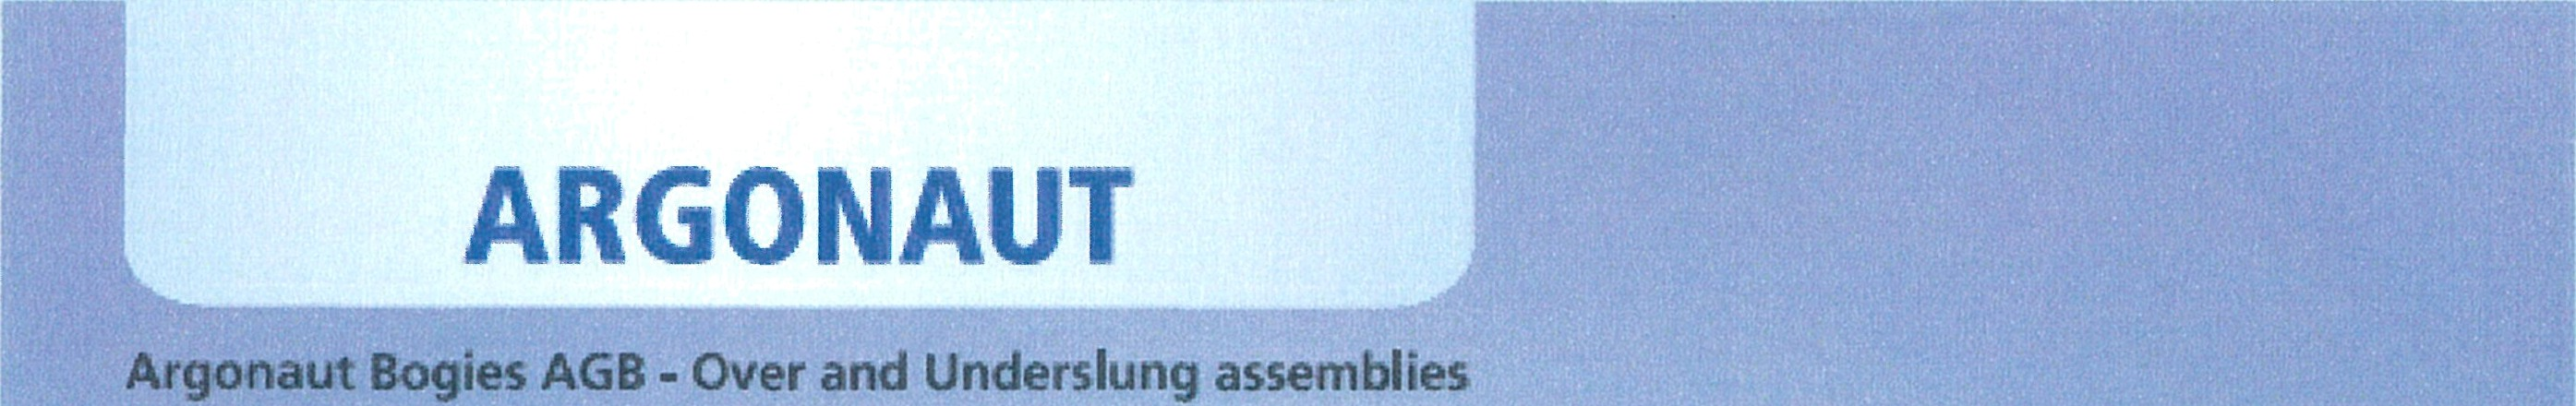 ARGONAUT
Argonaut Bogies AGB - Over and Underslung assemblies